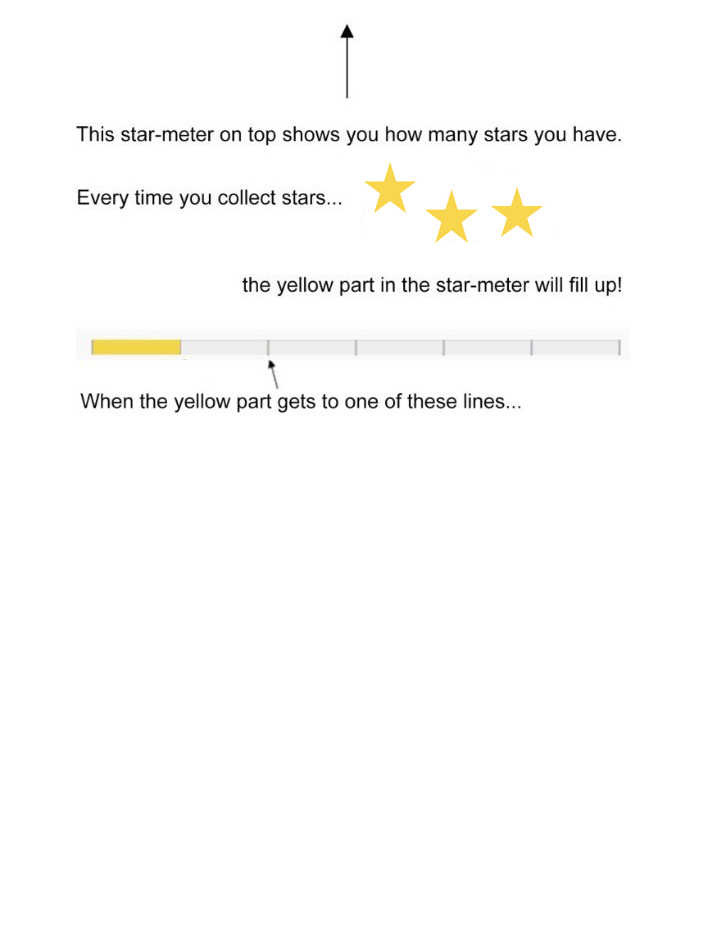 This star-meter on top shows you how many stars you have.
Every time you collect stars...
the yellow part in the star-meter will fill up!
When the yellow part gets to one of these lines...